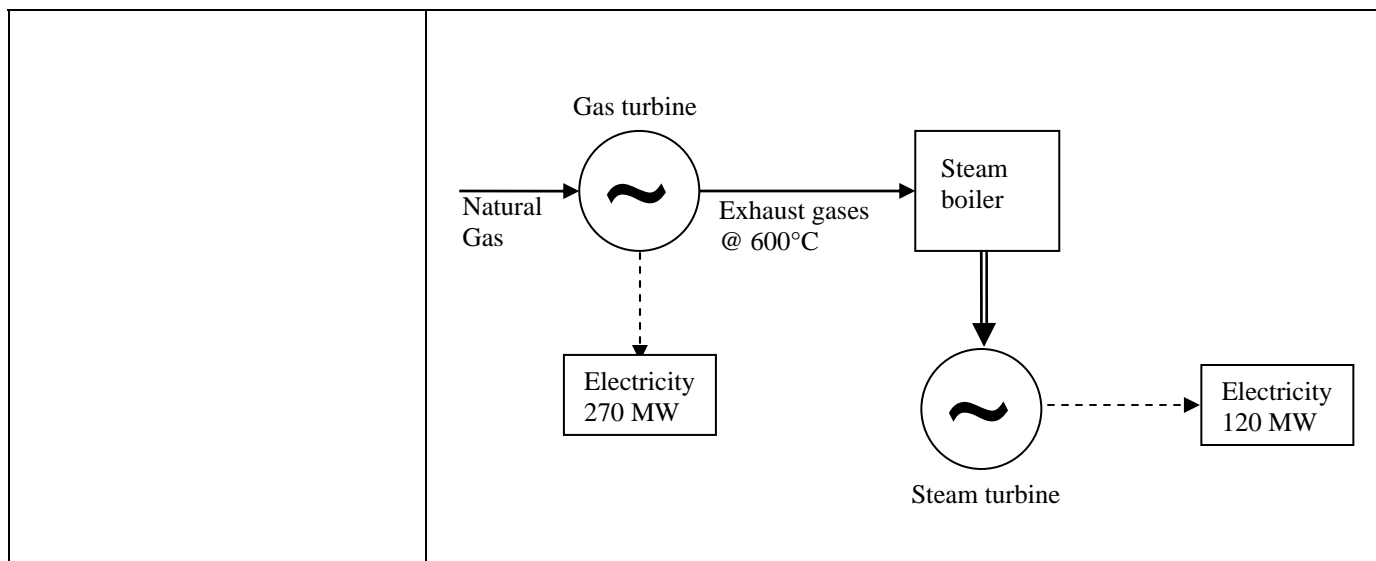 Gas turbine
Natural
Gas
Exhaust gases
@ 600°C
Steam
boiler
Electricity
270 MW
Electricity
120 MW
Steam turbine